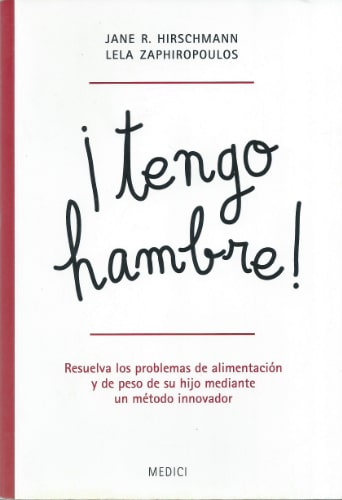 JANE R. HIRSCHMANN
LELA ZAPHIROPOULOS
¡tengo
hambre!
Resuelva los problemas de alimentación
y de peso de su hijo mediante
un método innovador
MEDICI